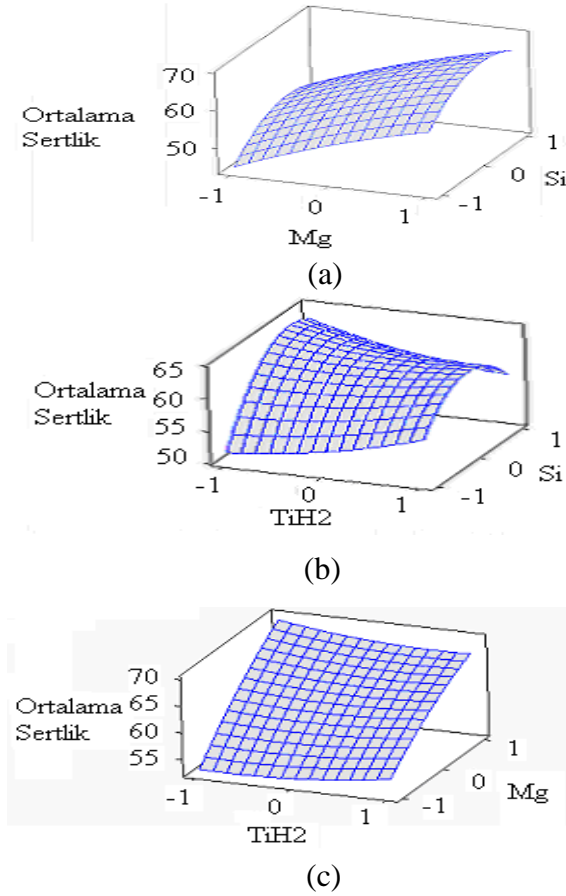 70
60
50
Ortalama
Sertlik
-1
0
1
Mg
-1
0
1
Si
(a)
65
60
55
50
Ortalama
Sertlik
-1
0
1
TiH2
-1
0
1
Si
(b)
70
65
60
55
Ortalama
Sertlik
-1
0
1
TiH2
-1
0
1
Mg
(c)